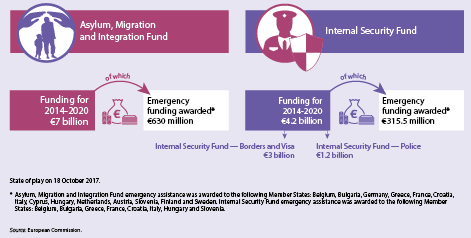 Asylum, Migration
and Integration Fund
Internal Security Fund
of which
Funding for
2014-2020
€7 billion
Emergency
funding awarded*
€630 million
of which
Funding for
2014-2020
€4.2 billion
Emergency
funding awarded*
€315.5 million
Internal Security Fund — Borders and Visa
€3 billion
Internal Security Fund — Police
€1.2 billion
State of play on 18 October 2017.
* Asylum, Migration and Integration Fund emergency assistance was awarded to the following Member States: Belgium, Bulgaria, Germany, Greece, France, Croatia,
Italy, Cyprus, Hungary, Netherlands, Austria, Slovenia, Finland and Sweden. Internal Security Fund emergency assistance was awarded to the following Member
States: Belgium, Bulgaria, Greece, France, Croatia, Italy, Hungary and Slovenia.
Source: European Commission.